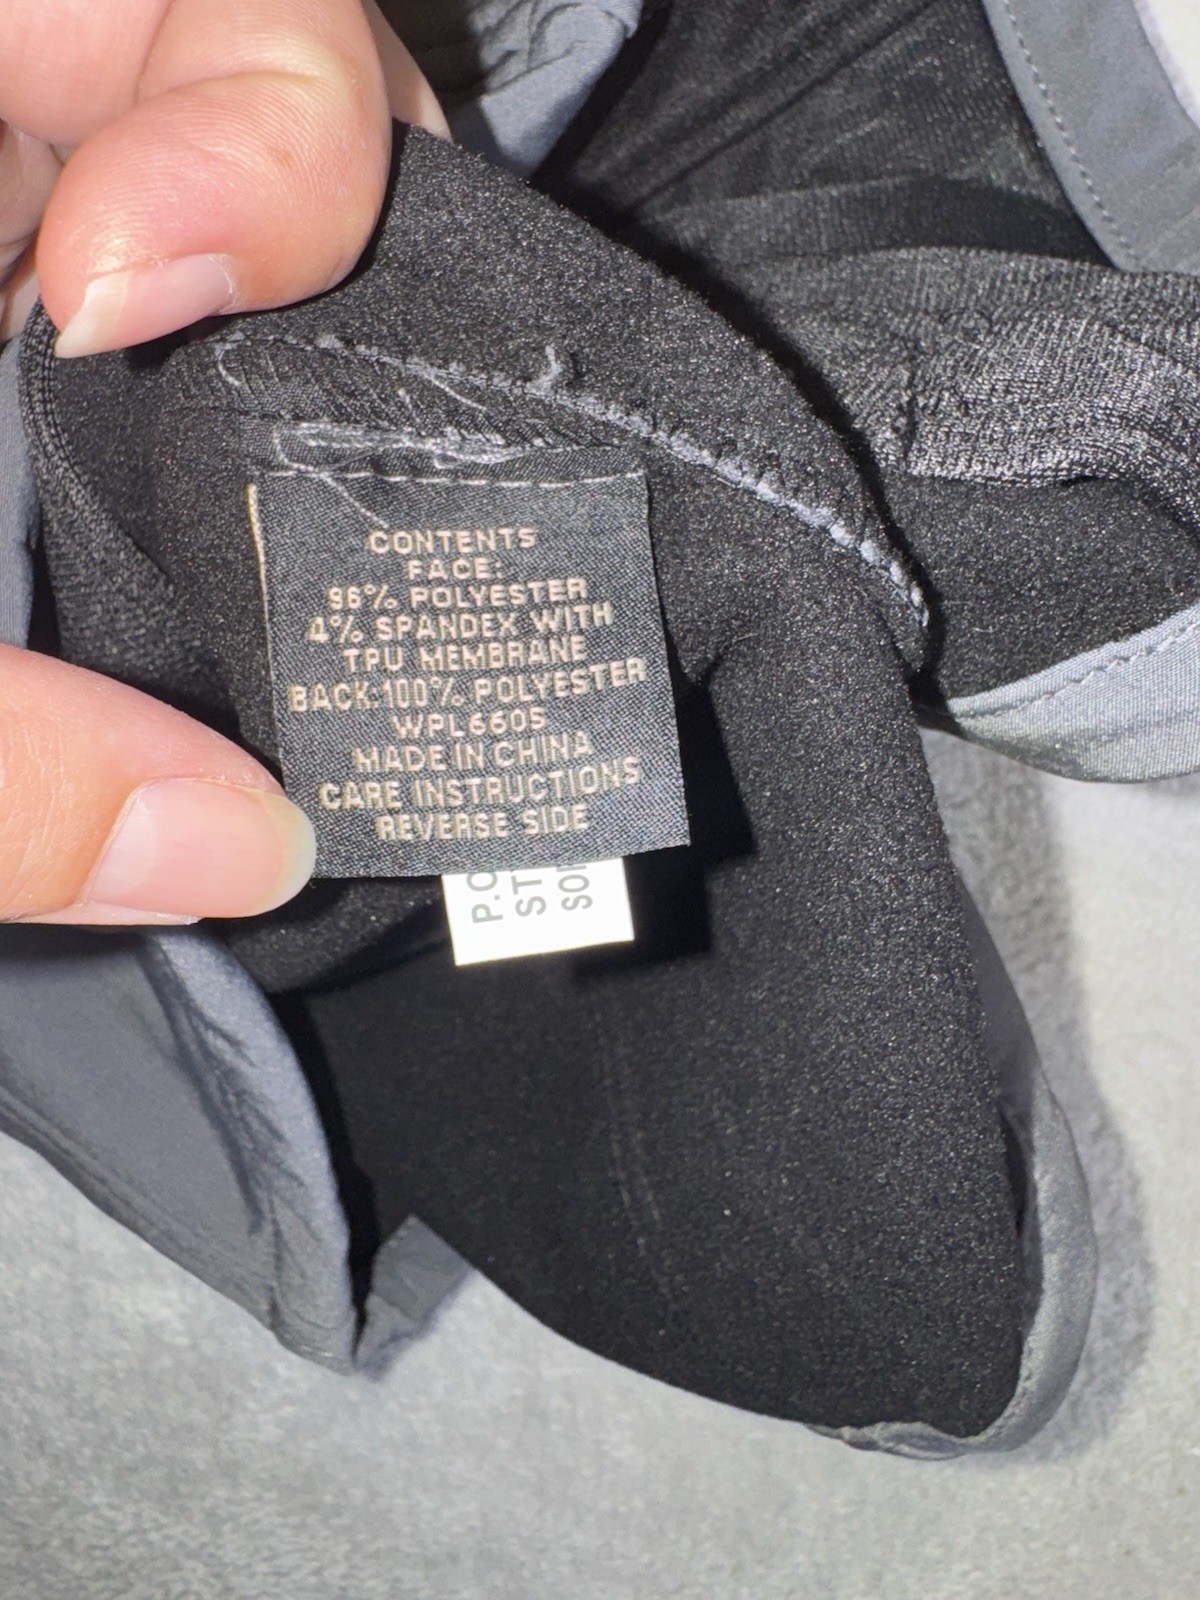 CONTENTS
FACE:
96% POLYESTER
4% SPANDEX WITH
TPU MEMBRANE
BACK:100% POLYESTER
WPL6605
MADE IN CHINA
CARE INSTRUCTIONS
REVERSE SIDE
P.O
ST